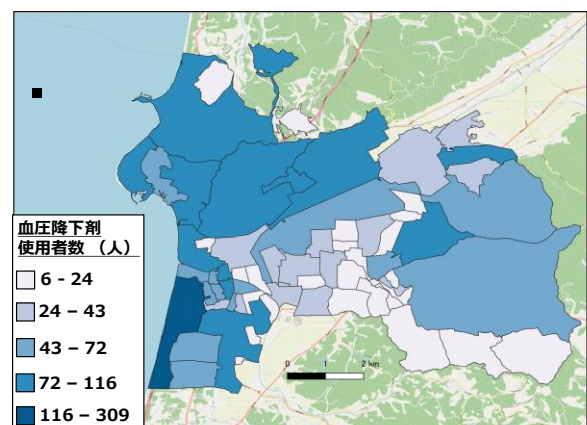 血圧降下剤
使用者数 （人）
6 - 24
24 – 43
43 – 72
72 – 116
116 – 309
0 1 2 km